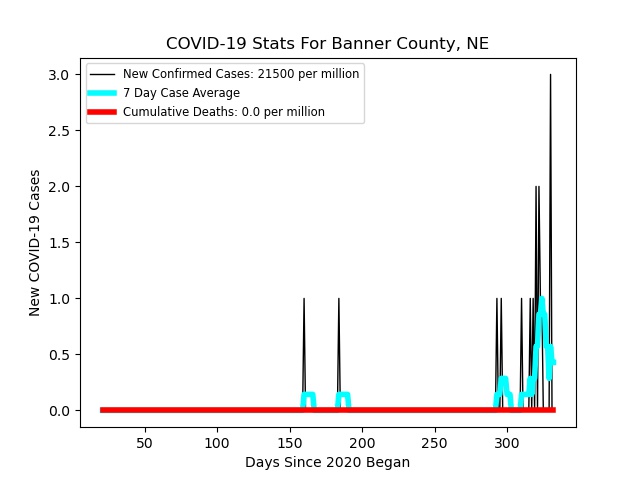 COVID-19 Stats For Banner County, NE
New Confirmed Cases: 21500 per million
7 Day Case Average
Cumulative Deaths: 0.0 per million
New COVID-19 Cases
3.0
2.5
2.0
1.5
1.0
0.5
0.0
50 100 150 200 250 300
Days Since 2020 Began